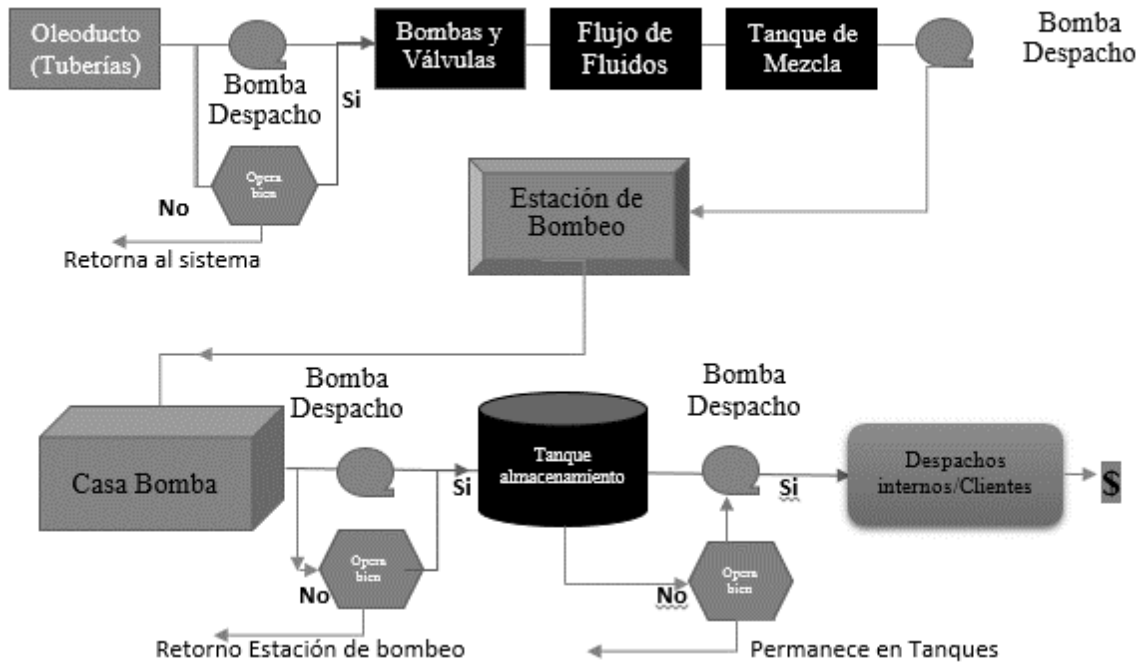 Oleoducto
(Tuberías)
Bomba
Despacho
Si
Opera
bien
No
Retorna al sistema
Bombas y
Válvulas
Flujo de
Fluidos
Tanque de
Mezcla
Bomba
Despacho
Estación de
Bombeo
Casa Bomba
Bomba
Despacho
Si
Opera
bien
No
Retorno Estación de bombeo
Tanque
almacenamiento
Bomba
Despacho
Si
Opera
bien
No
Permanece en Tanques
Despachos
internos/Clientes
$